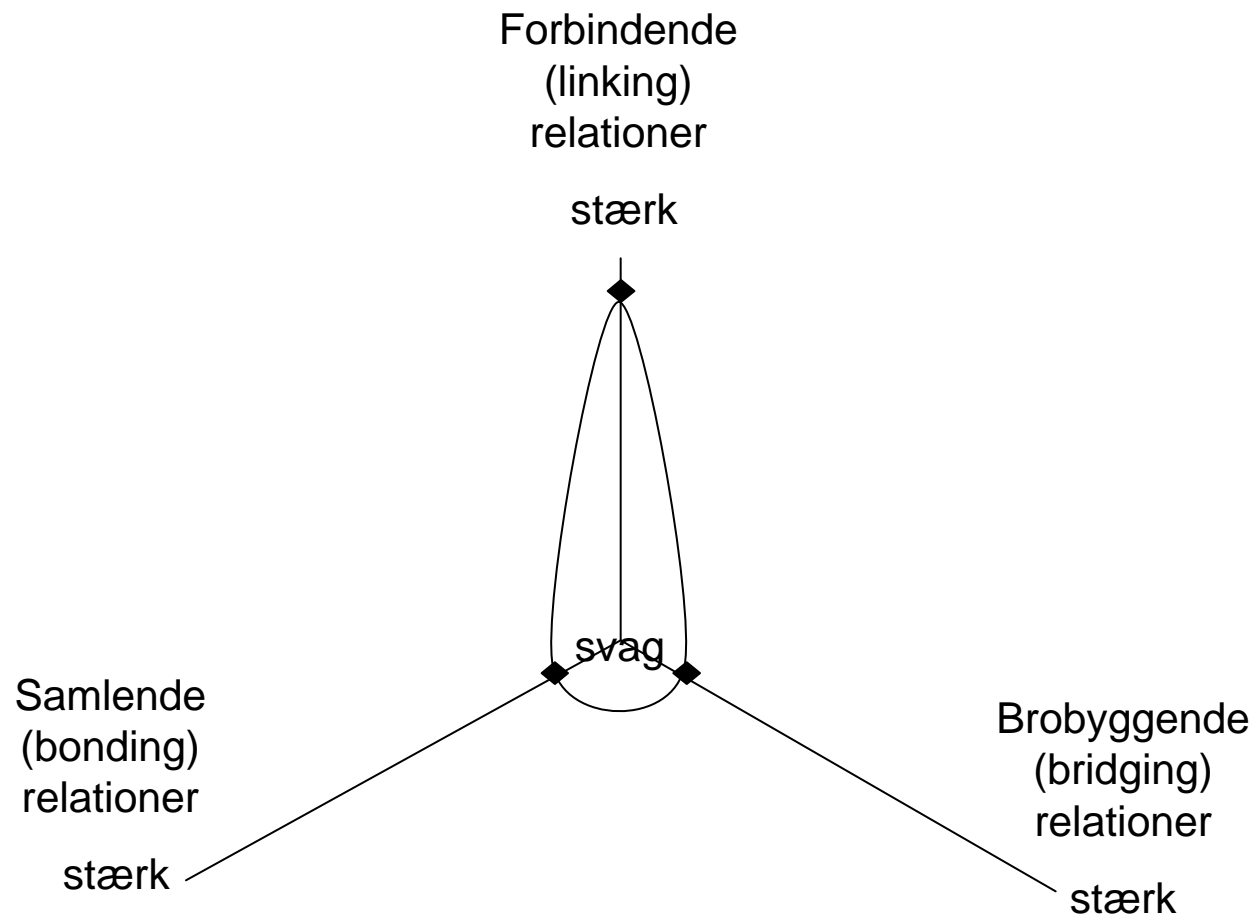 Forbindende
(linking)
relationer
stærk
svag
Samlende
(bonding)
relationer
stærk
Brobyggende
(bridging)
relationer
stærk